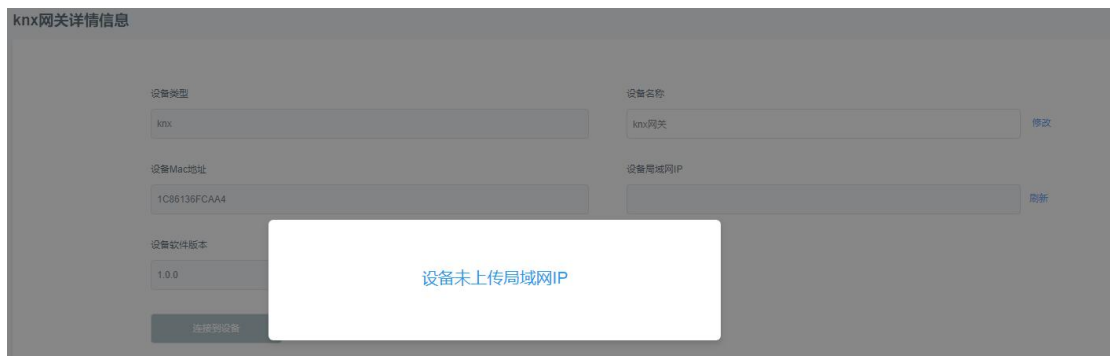 knx网关详情信息
设备类型
设备名称
knx
knx网关
修改
设备Mac地址
设备局域网IP
1C86136FCAA4
刷新
设备软件版本
1.0.0
设备未上传局域网IP
连接到设备